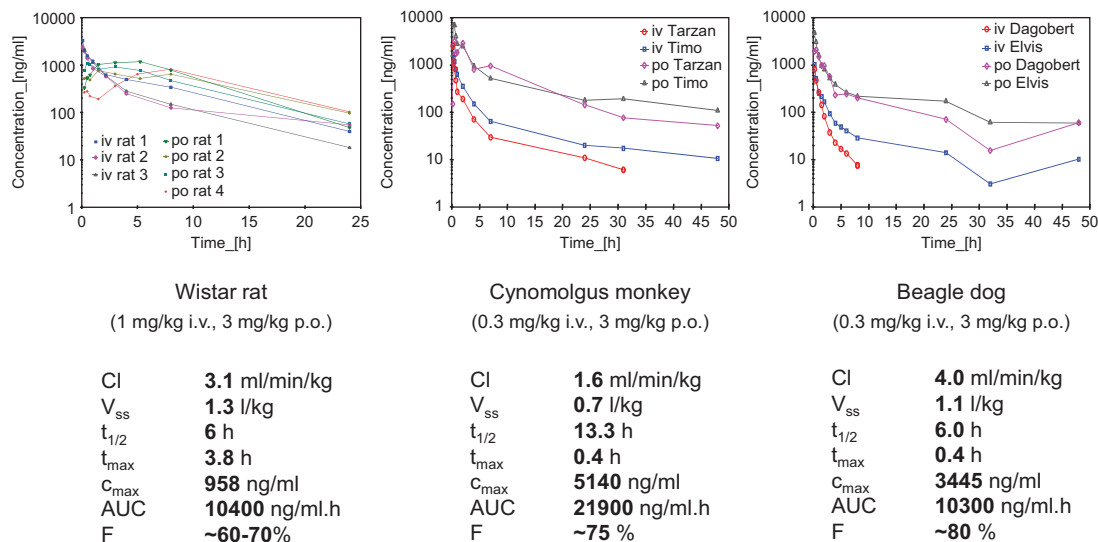 Concentration_[ng/ml]
10000
1000
100
10
1
0
5
10
15
20
25
Time_[h]
iv rat 1
iv rat 2
iv rat 3
po rat 1
po rat 2
po rat 3
po rat 4
Concentration_[ng/ml]
10000
1000
100
10
1
0 5 10 15 20 25 30 35 40 45 50
Time_[h]
iv Tarzan
iv Timo
po Tarzan
po Timo
Concentration_[ng/ml]
10000
1000
100
10
1
0 5 10 15 20 25 30 35 40 45 50
Time_[h]
iv Dagobert
iv Elvis
po Dagobert
po Elvis
Wistar rat
(1 mg/kg i.v., 3 mg/kg p.o.)
Cl 3.1 ml/min/kg
Vss 1.3 l/kg
t1/2 6 h
tmax 3.8 h
cmax 958 ng/ml
AUC 10400 ng/ml.h
F ~60-70%
Cynomolgus monkey
(0.3 mg/kg i.v., 3 mg/kg p.o.)
Cl 1.6 ml/min/kg
Vss 0.7 l/kg
t1/2 13.3 h
tmax 0.4 h
cmax 5140 ng/ml
AUC 21900 ng/ml.h
F ~75 %
Beagle dog
(0.3 mg/kg i.v., 3 mg/kg p.o.)
Cl 4.0 ml/min/kg
Vss 1.1 l/kg
t1/2 6.0 h
tmax 0.4 h
cmax 3445 ng/ml
AUC 10300 ng/ml.h
F ~80 %